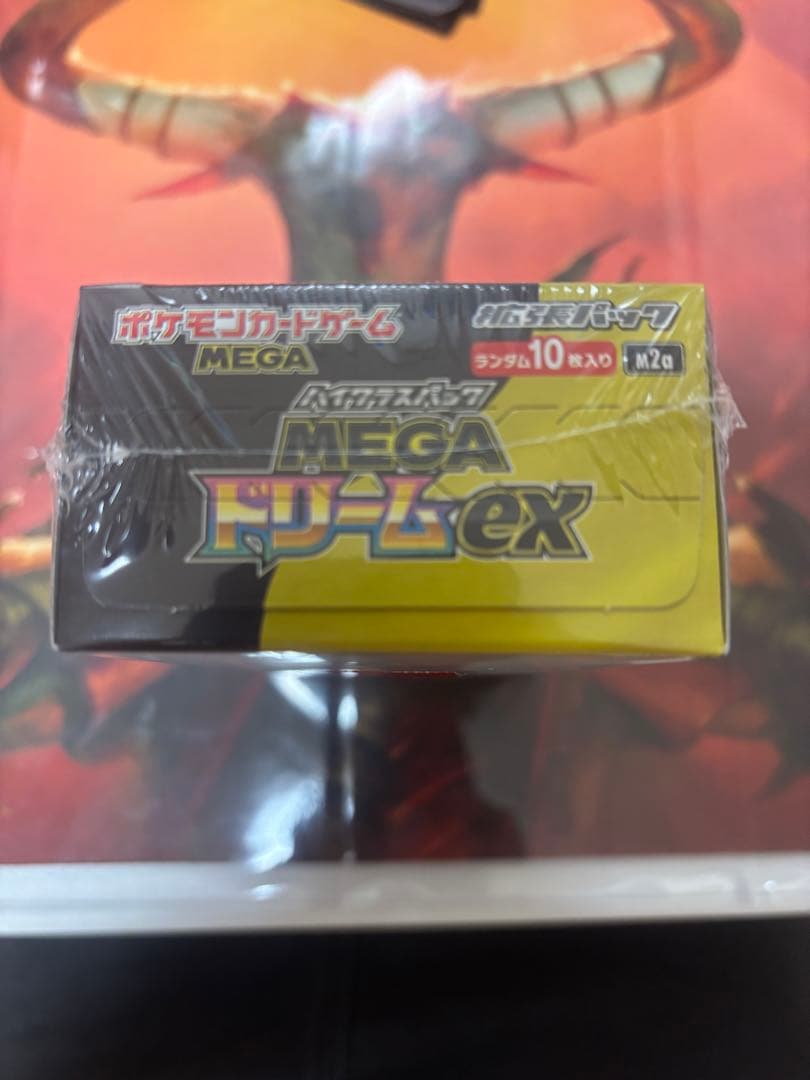 ポケモンカードゲーム
MEGA
拡張パック
ランダム10枚入り
M2a
ハイクラスパック
MEGA
ドリームex